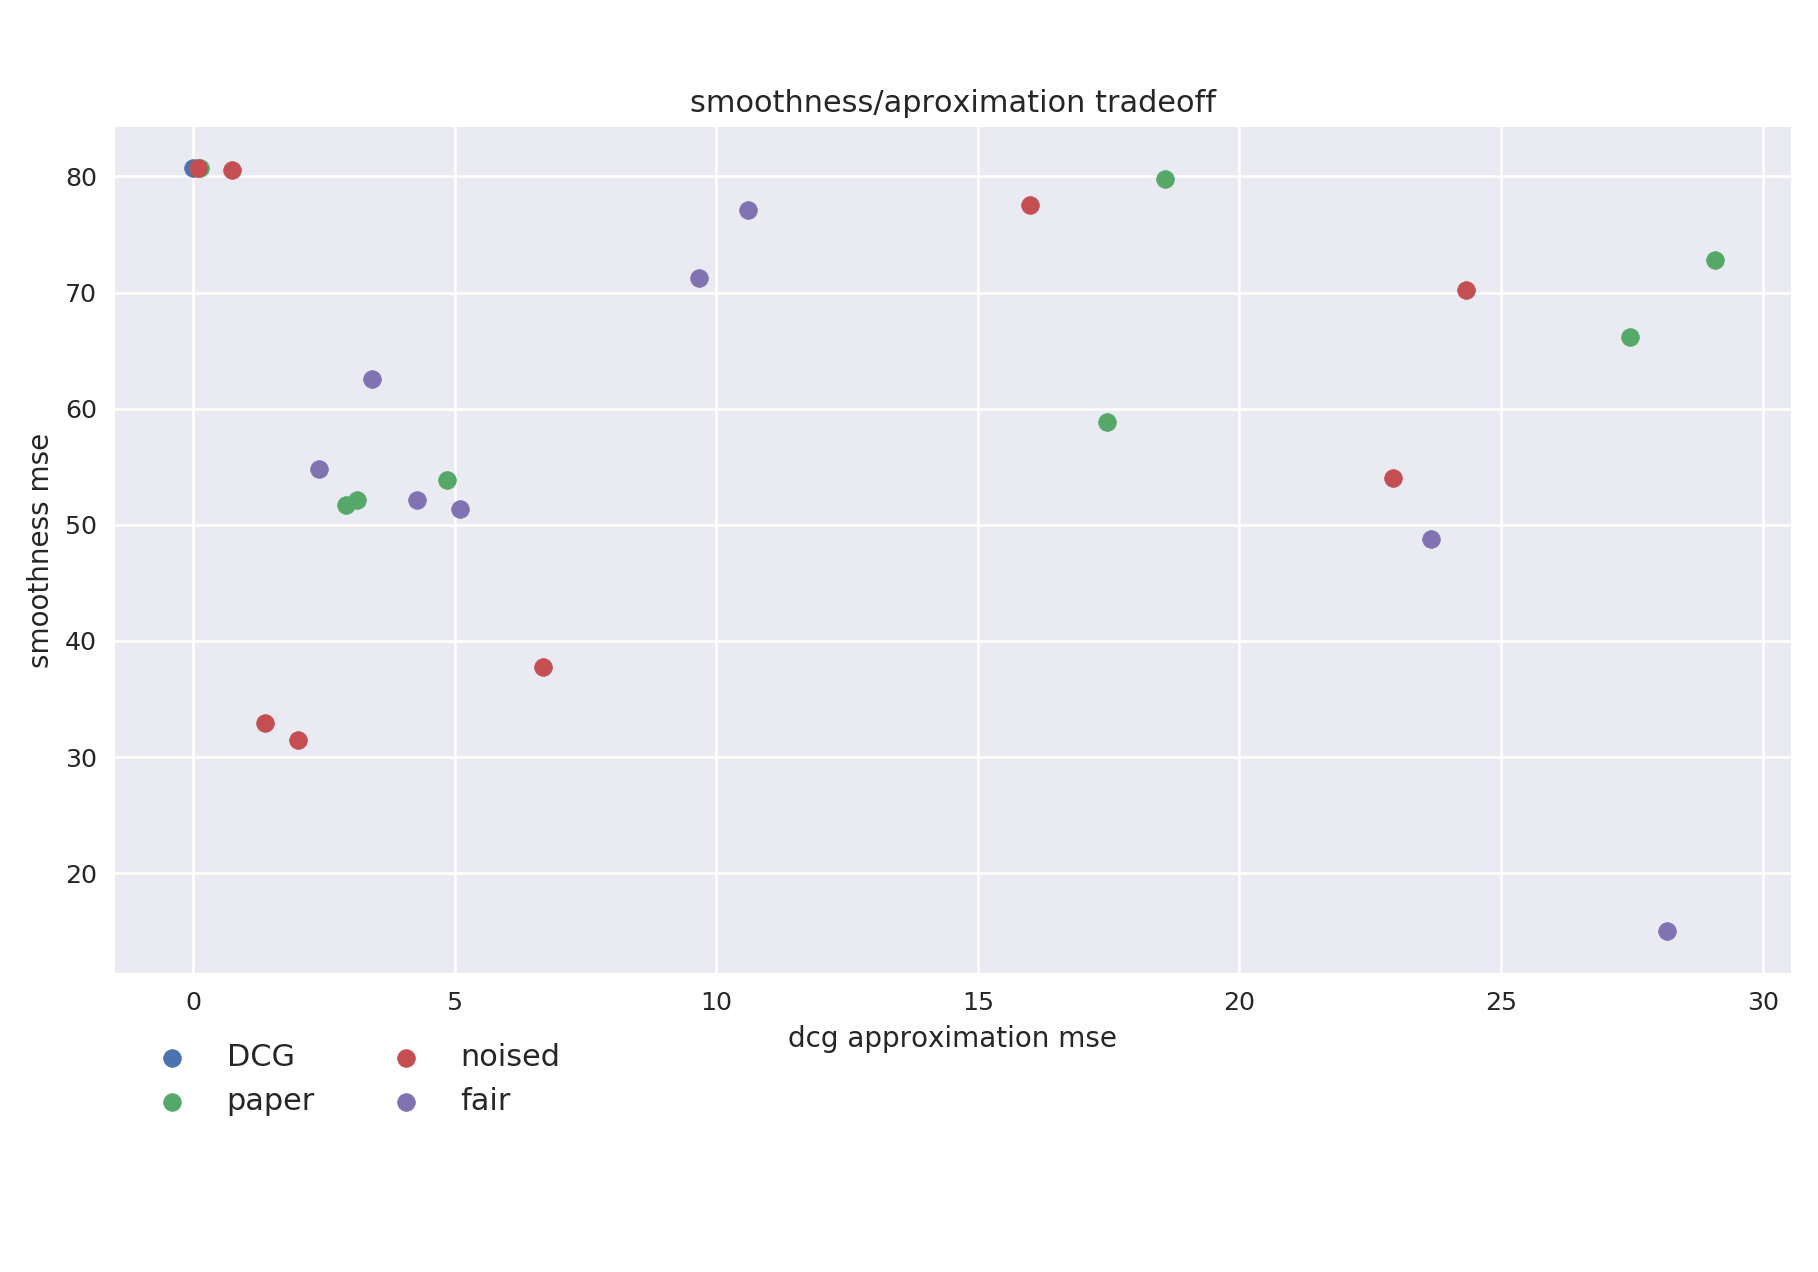 smoothness/aproximation tradeoff
smoothness mse
80
70
60
50
40
30
20
0 5 10 15 20 25 30
dcg approximation mse
DCG noised
paper fair